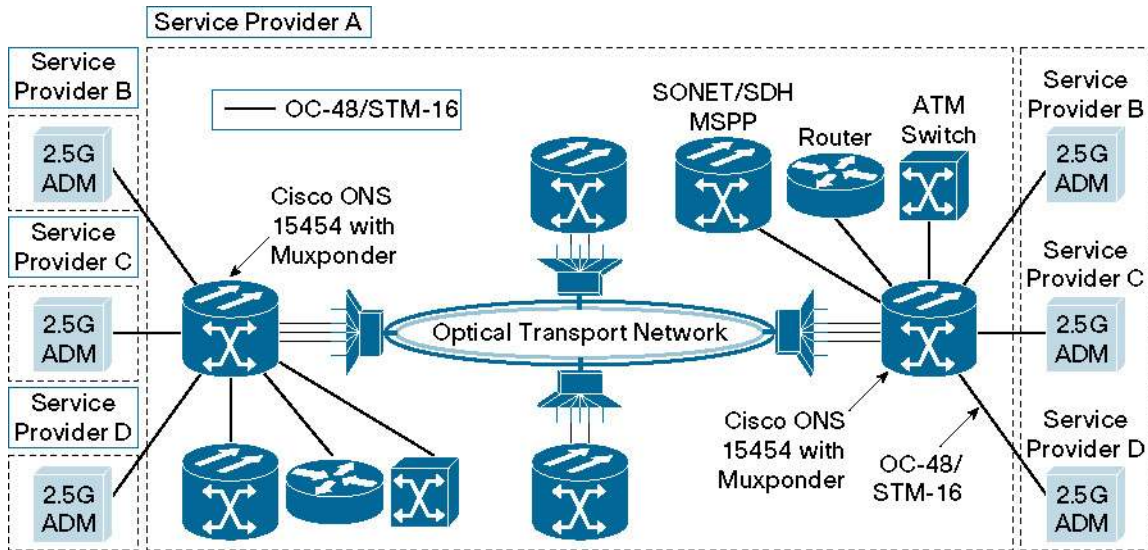 Service Provider A
Service
Provider B
2.5G
ADM
Service
Provider C
2.5G
ADM
Service
Provider D
2.5G
ADM
OC-48/STM-16
Cisco ONS
15454 with
Muxponder
Optical Transport Network
SONET/SDH
MSPP
Router
ATM
Switch
Cisco ONS
15454 with
Muxponder
OC-48/
STM-16
Service
Provider B
2.5G
ADM
Service
Provider C
2.5G
ADM
Service
Provider D
2.5G
ADM